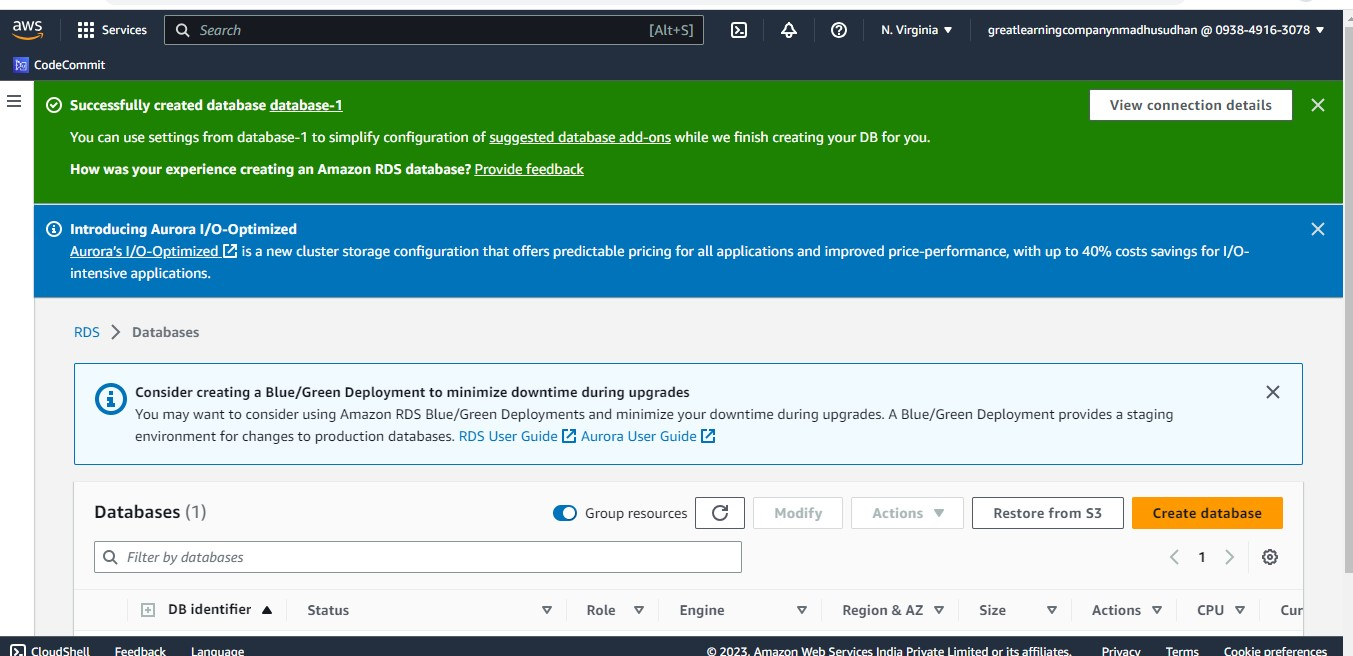 aws
Services
Search
[Alt+S]
N. Virginia
greatlearningcompanynmadhusudhan @ 0938-4916-3078
CodeCommit
Successfully created database database-1
View connection details
You can use settings from database-1 to simplify configuration of suggested database add-ons while we finish creating your DB for you.
How was your experience creating an Amazon RDS database? Provide feedback
Introducing Aurora I/O-Optimized
Aurora's I/O-Optimized is a new cluster storage configuration that offers predictable pricing for all applications and improved price-performance, with up to 40% costs savings for I/O-
intensive applications.
RDS > Databases
Consider creating a Blue/Green Deployment to minimize downtime during upgrades
You may want to consider using Amazon RDS Blue/Green Deployments and minimize your downtime during upgrades. A Blue/Green Deployment provides a staging
environment for changes to production databases. RDS User Guide Aurora User Guide
Databases (1)
Group resources
Modify
Actions
Restore from S3
Create database
Filter by databases
1
DB identifier
Status
Role
Engine
Region & AZ
Size
Actions
CPU
Cur
CloudShell
Feedback
Language
© 2023, Amazon Web Services India Private Limited or its affiliates.
Privacy
Terms
Cookie preferences